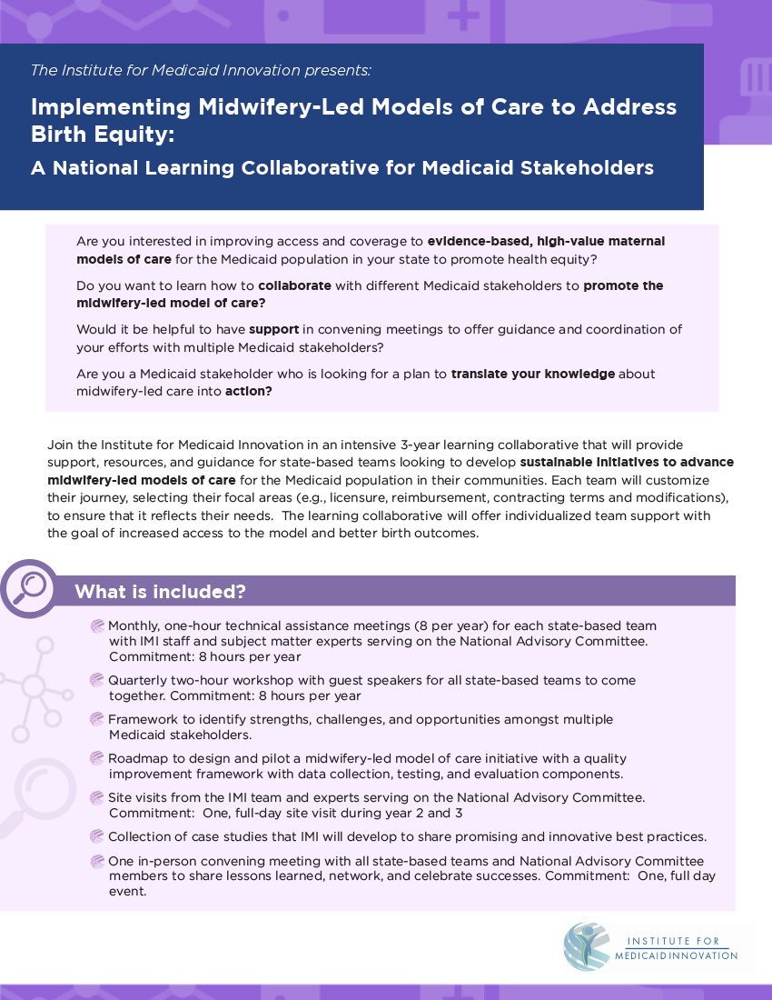 The Institute for Medicaid Innovation presents:
Implementing Midwifery-Led Models of Care to Address
Birth Equity:
A National Learning Collaborative for Medicaid Stakeholders
Are you interested in improving access and coverage to evidence-based, high-value maternal
models of care for the Medicaid population in your state to promote health equity?
Do you want to learn how to collaborate with different Medicaid stakeholders to promote the
midwifery-led model of care?
Would it be helpful to have support in convening meetings to offer guidance and coordination of
your efforts with multiple Medicaid stakeholders?
Are you a Medicaid stakeholder who is looking for a plan to translate your knowledge about
midwifery-led care into action?
Join the Institute for Medicaid Innovation in an intensive 3-year learning collaborative that will provide
support, resources, and guidance for state-based teams looking to develop sustainable initiatives to advance
midwifery-led models of care for the Medicaid population in their communities. Each team will customize
their journey, selecting their focal areas (e.g., licensure, reimbursement, contracting terms and modifications),
to ensure that it reflects their needs.  The learning collaborative will offer individualized team support with
the goal of increased access to the model and better birth outcomes.
What is included?
Monthly, one-hour technical assistance meetings (8 per year) for each state-based team
with IMI staff and subject matter experts serving on the National Advisory Committee.
Commitment: 8 hours per year
Quarterly two-hour workshop with guest speakers for all state-based teams to come
together. Commitment: 8 hours per year
Framework to identify strengths, challenges, and opportunities amongst multiple
Medicaid stakeholders.
Roadmap to design and pilot a midwifery-led model of care initiative with a quality
improvement framework with data collection, testing, and evaluation components.
Site visits from the IMI team and experts serving on the National Advisory Committee.
Commitment:  One, full-day site visit during year 2 and 3
Collection of case studies that IMI will develop to share promising and innovative best practices.
One in-person convening meeting with all state-based teams and National Advisory Committee
members to share lessons learned, network, and celebrate successes. Commitment:  One, full day
event.
INSTITUTE FOR
MEDICAID INNOVATION